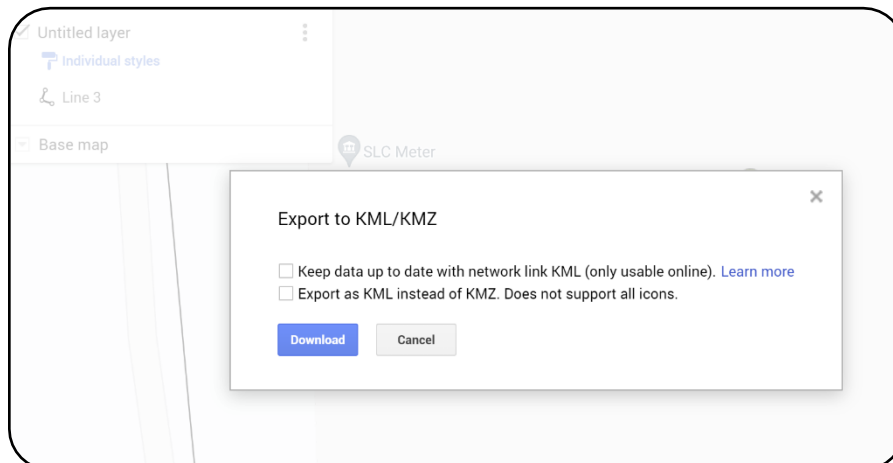 Untitled layer
Individual styles
Line 3
Base map
SLC Meter
Export to KML/KMZ
Keep data up to date with network link KML (only usable online). Learn more
Export as KML instead of KMZ. Does not support all icons.
Download Cancel